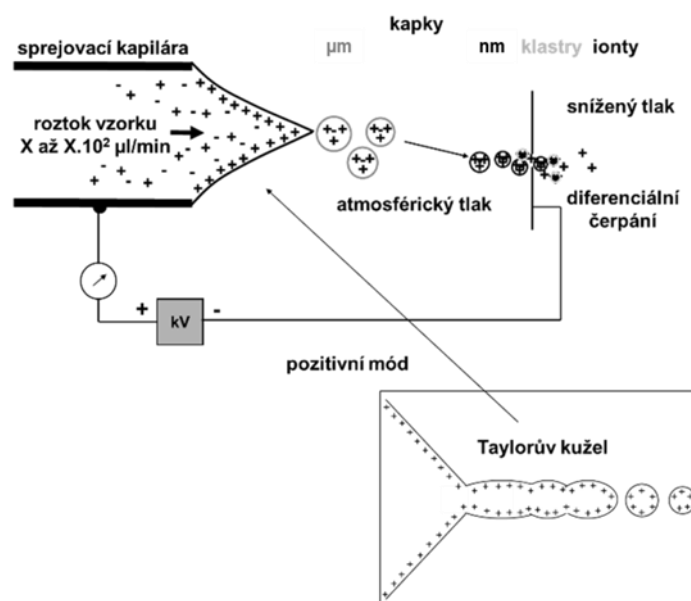 kapky
sprejovací kapilára
µm
nm
klastry
ionty
roztok vzorku
X až X.10² µl/min
snížený tlak
atmosférický tlak
diferenciální
čerpání
+
kV
-
pozitivní mód
Taylorův kužel